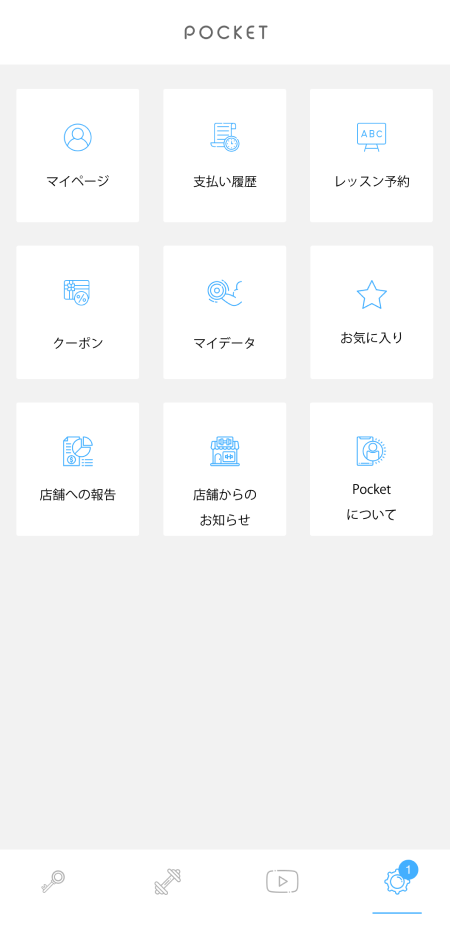 POCKET
マイページ
支払い履歴
ABC
レッスン予約
%
クーポン
マイデータ
お気に入り
$
店舗への報告
店舗からの
お知らせ
Pocket
について
1